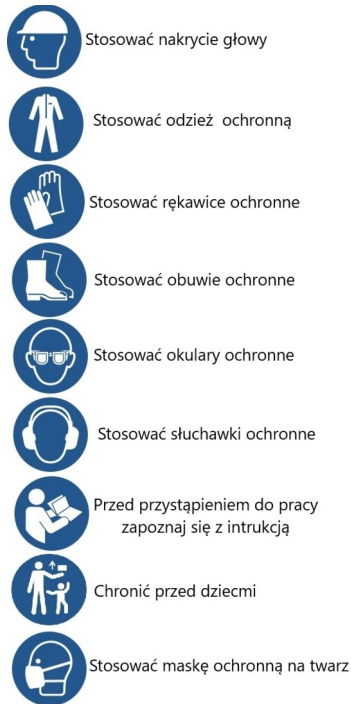 Stosować nakrycie głowy
Stosować odzież ochronną
Stosować rękawice ochronne
Stosować obuwie ochronne
Stosować okulary ochronne
Stosować słuchawki ochronne
Przed przystąpieniem do pracy
zapoznaj się z intrukcją
Chronić przed dziecmi
Stosować maskę ochronną na twarz